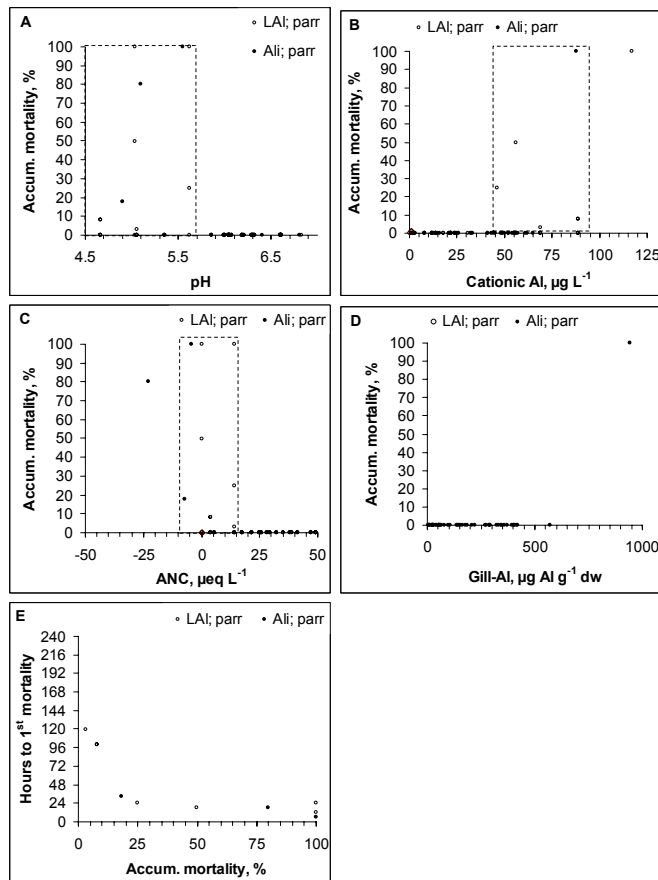 A
LAl; parr
Ali; parr
100
90
80
70
60
50
40
30
20
10
0
4.5 5.5 6.5
Accum. mortality, %
pH
B
LAl; parr Ali; parr
100
90
80
70
60
50
40
30
20
10
0
0 25 50 75 100 125
Accum. mortality, %
Cationic Al, µg L⁻¹
C
LAl; parr Ali; parr
100
90
80
70
60
50
40
30
20
10
0
-50 -25 0 25 50
Accum. mortality, %
ANC, µeq L⁻¹
D
LAl; parr Ali; parr
100
90
80
70
60
50
40
30
20
10
0
0 500 1000
Accum. mortality, %
Gill-Al, µg Al g⁻¹ dw
E
LAl; parr Ali; parr
240
216
192
168
144
120
96
72
48
24
0
0 25 50 75 100
Hours to 1ˢᵗ mortality
Accum. mortality, %